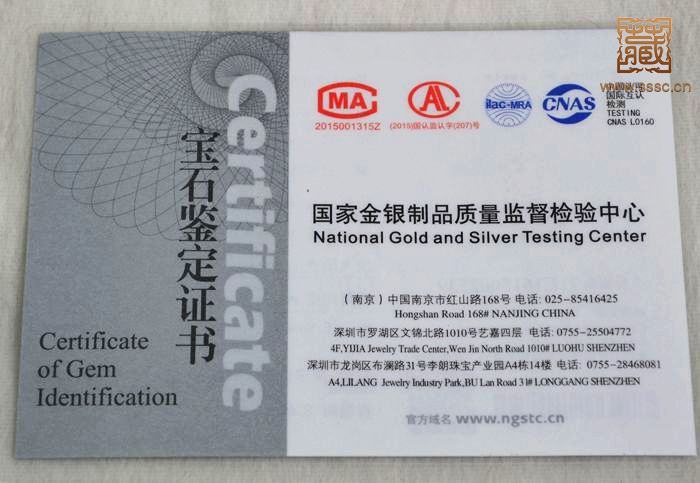 藏
www.sssc.cn
Certificate
宝石鉴定证书
Certificate
of Gem
Identification
MA
2015001315Z
AL
(2015)国认监认字(207)号
ilac-MRA
CNAS
国际互认
检测
TESTING
CNAS L0160
国家金银制品质量监督检验中心
National Gold and Silver Testing Center
(南京) 中国南京市红山路168号 电话: 025-85416425
Hongshan Road 168# NANJING CHINA
深圳市罗湖区文锦北路1010号艺嘉四层 电话: 0755-25504772
4F,YIJIA Jewelry Trade Center,Wen Jin North Road 1010# LUOHU SHENZHEN
深圳市龙岗区布澜路31号李朗珠宝产业园A4栋14楼 电话: 0755-28468081
A4,LILANG Jewelry Industry Park,BU Lan Road 31# LONGGANG SHENZHEN
官方域名 www.ngstc.cn